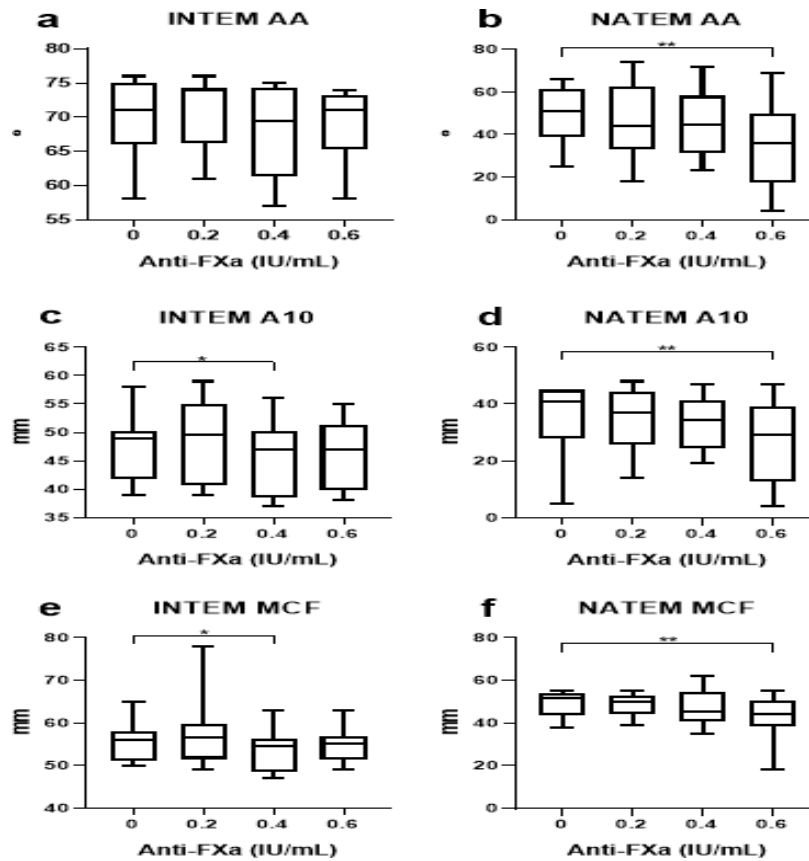 a INTEM AA
80
75
70
65
60
55
°
0 0.2 0.4 0.6
Anti-FXa (IU/mL)
b NATEM AA
**
80
60
40
20
0
°
0 0.2 0.4 0.6
Anti-FXa (IU/mL)
c INTEM A10
*
65
60
55
50
45
40
35
mm
0 0.2 0.4 0.6
Anti-FXa (IU/mL)
d NATEM A10
**
60
40
20
0
mm
0 0.2 0.4 0.6
Anti-FXa (IU/mL)
e INTEM MCF
*
80
70
60
50
40
mm
0 0.2 0.4 0.6
Anti-FXa (IU/mL)
f NATEM MCF
**
80
60
40
20
0
mm
0 0.2 0.4 0.6
Anti-FXa (IU/mL)